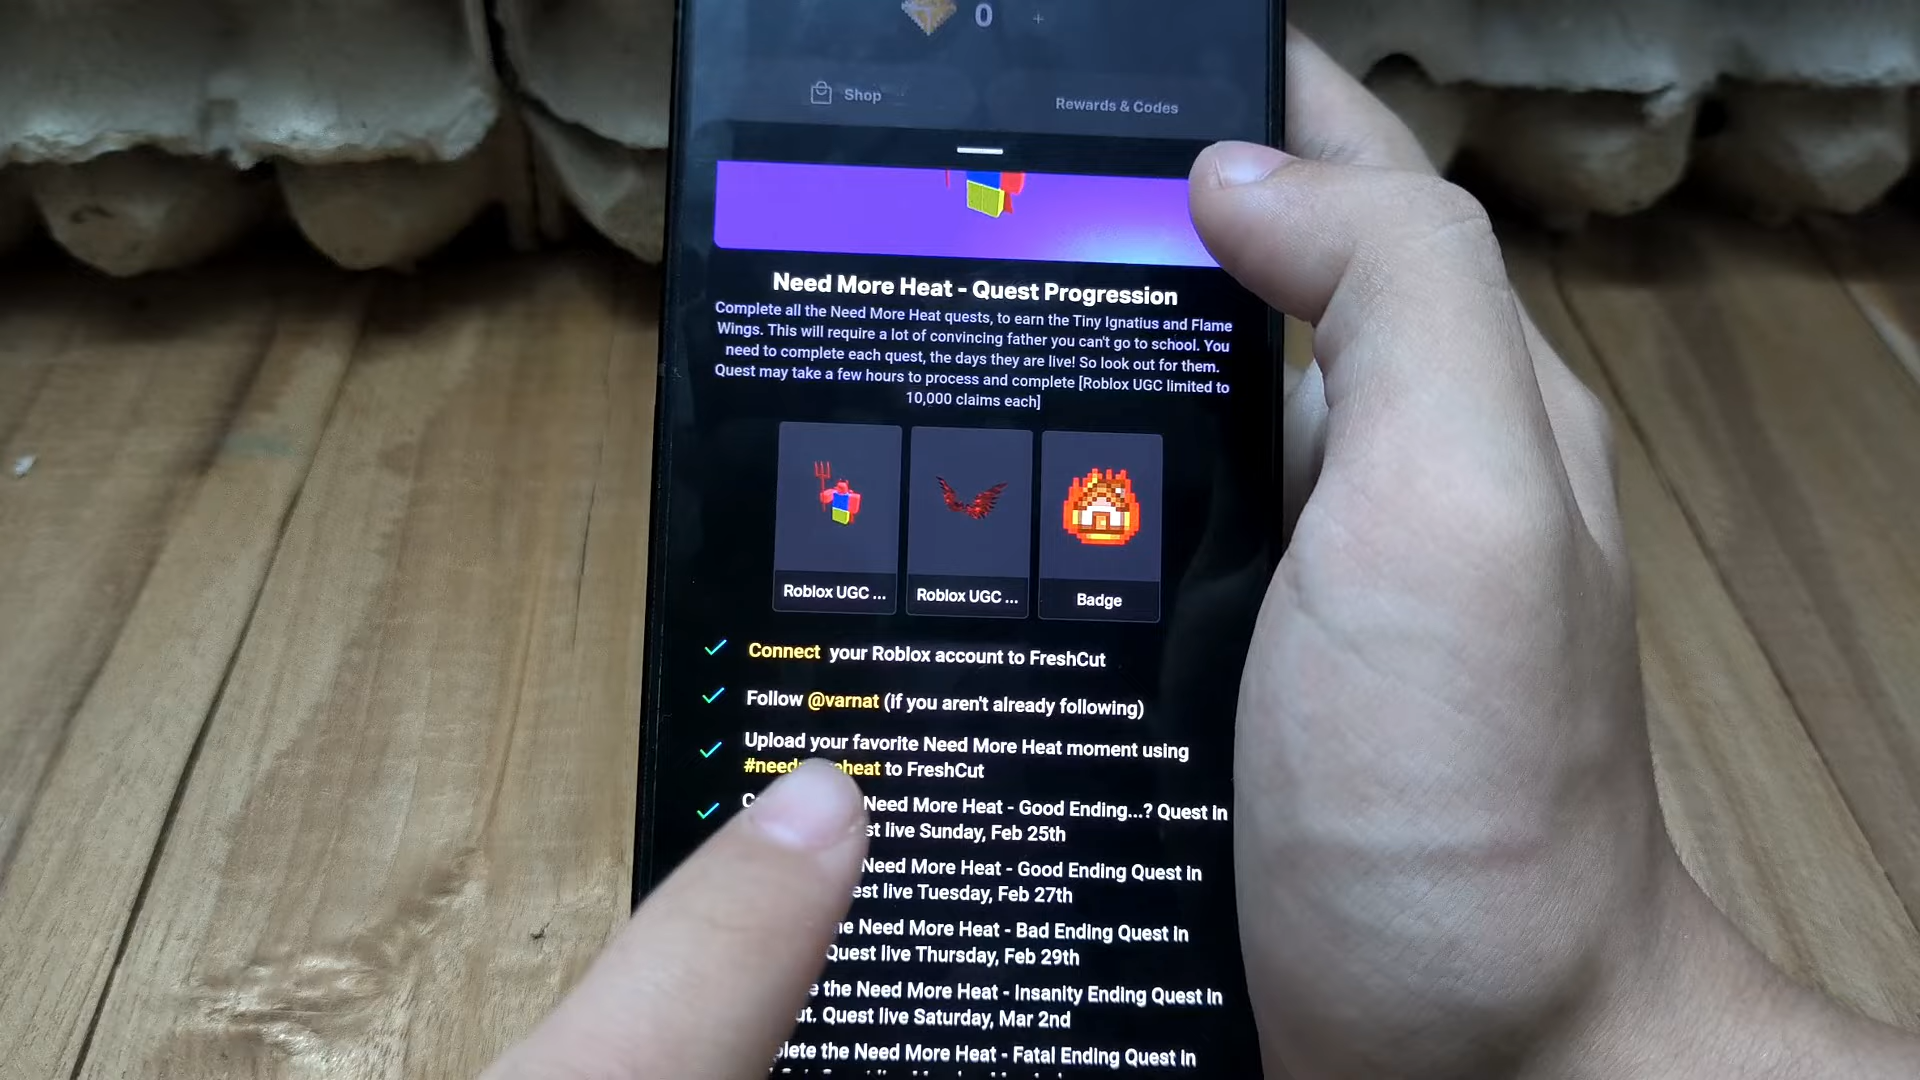 0 +
Shop
Rewards & Codes
Need More Heat - Quest Progression
Complete all the Need More Heat quests, to earn the Tiny Ignatius and Flame
Wings. This will require a lot of convincing father you can't go to school. You
need to complete each quest, the days they are live! So look out for them.
Quest may take a few hours to process and complete [Roblox UGC limited to
10,000 claims each]
Roblox UGC ...
Roblox UGC ...
Badge
Connect your Roblox account to FreshCut
Follow @varnat (if you aren't already following)
Upload your favorite Need More Heat moment using
to FreshCut
Need More Heat - Good Ending...? Quest in
live Sunday, Feb 25th
Need More Heat - Good Ending Quest in
live Tuesday, Feb 27th
Need More Heat - Bad Ending Quest in
Quest live Thursday, Feb 29th
the Need More Heat - Insanity Ending Quest in
Quest live Saturday, Mar 2nd
the Need More Heat - Fatal Ending Quest in